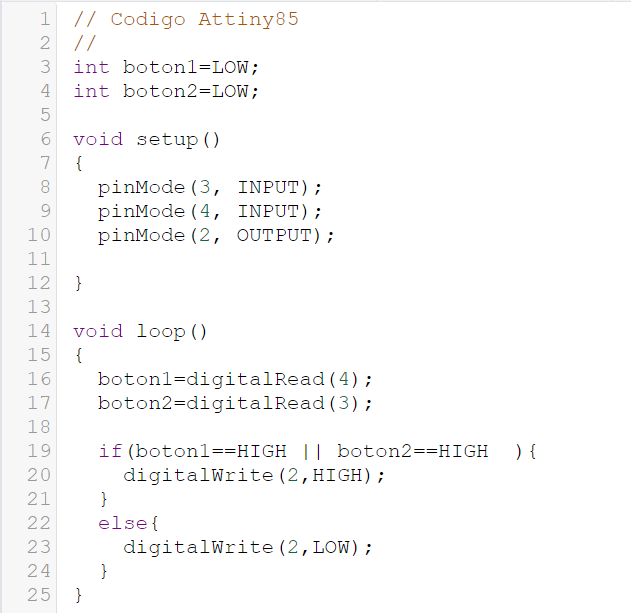 1 // Codigo Attiny85
2 //
3 int boton1=LOW;
4 int boton2=LOW;
5
6 void setup()
7 {
8   pinMode(3, INPUT);
9   pinMode(4, INPUT);
10   pinMode(2, OUTPUT);
11
12 }
13
14 void loop()
15 {
16   boton1=digitalRead(4);
17   boton2=digitalRead(3);
18
19   if(boton1==HIGH || boton2==HIGH  ){
20     digitalWrite(2,HIGH);
21   }
22   else{
23     digitalWrite(2,LOW);
24   }
25 }